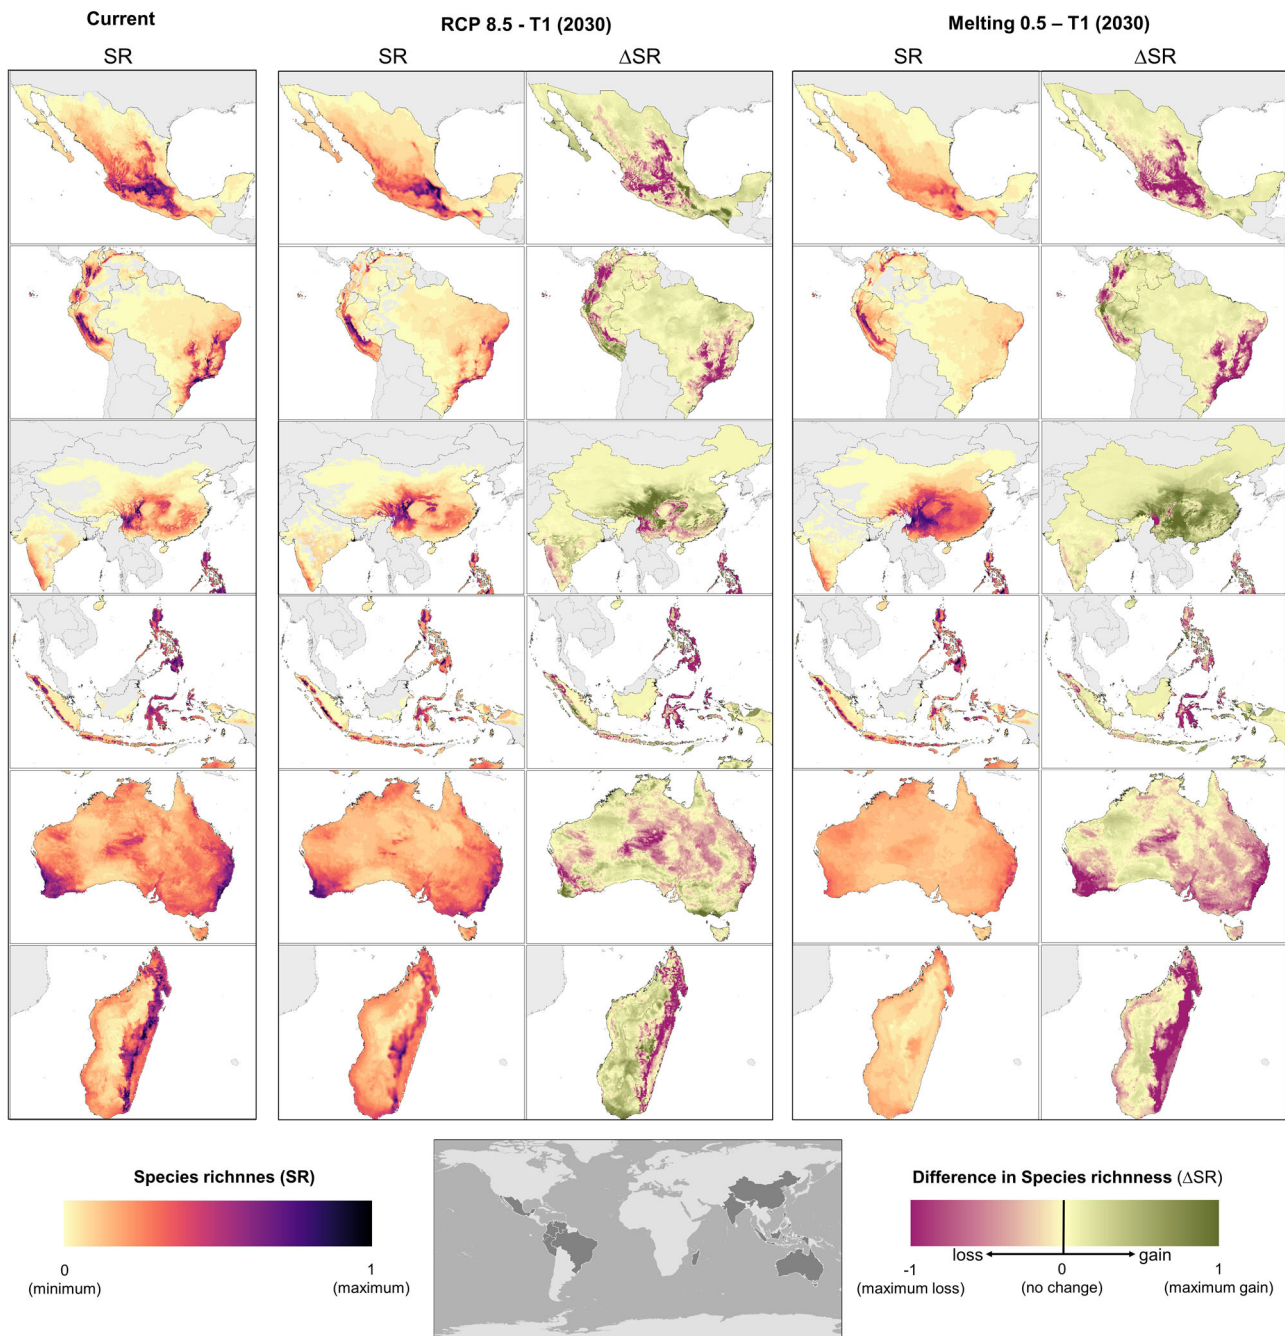 Current
RCP 8.5 - T1 (2030)
Melting 0.5 – T1 (2030)
SR
SR
ΔSR
SR
ΔSR
Species richnnes (SR)
0
(minimum)
1
(maximum)
Difference in Species richnness (ΔSR)
loss
gain
-1
(maximum loss)
0
(no change)
1
(maximum gain)